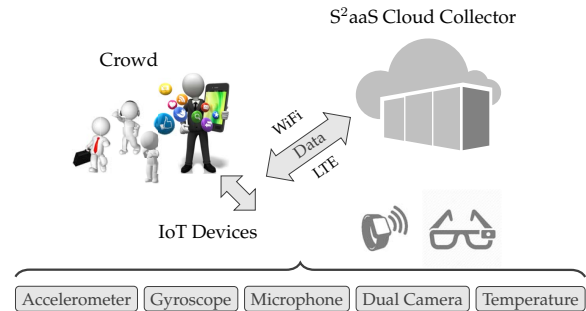 S²aaS Cloud Collector
Crowd
WiFi
Data
LTE
IoT Devices
Accelerometer Gyroscope Microphone Dual Camera Temperature